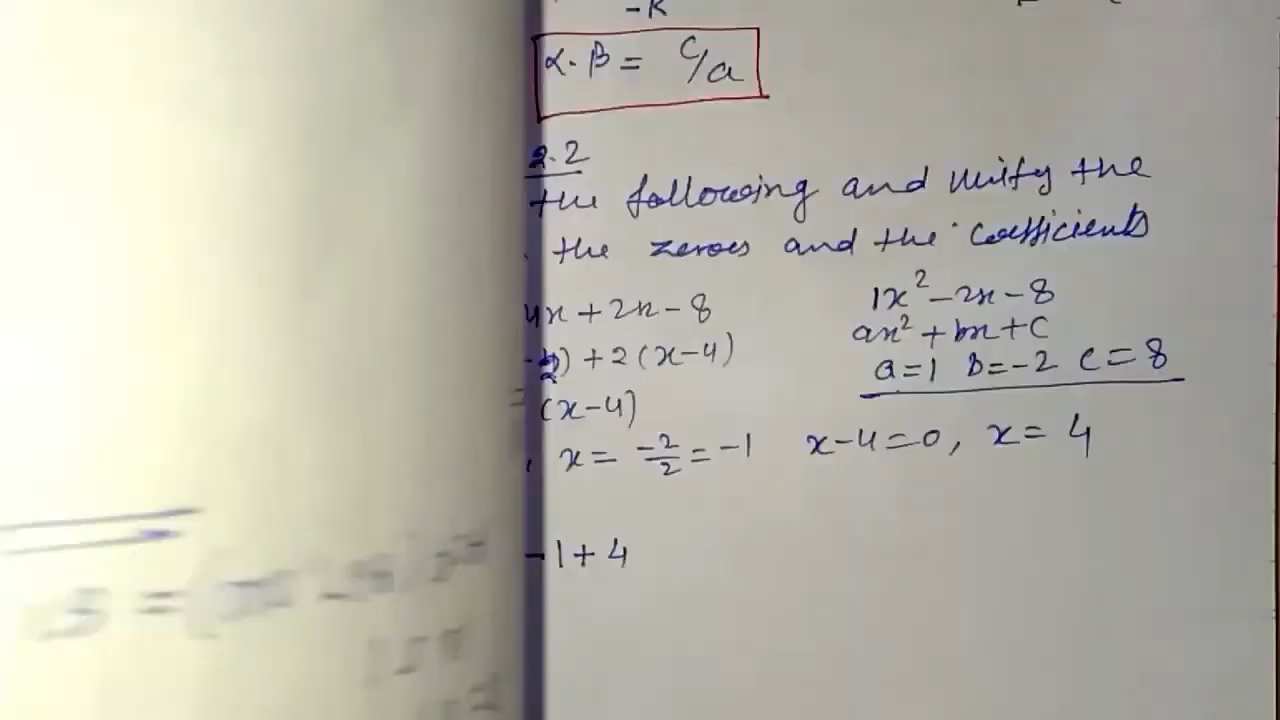 -K
α.β = c/a
2.2
the following and verify the
the zeroes and the coefficients
4x + 2x - 8
1x² - 2x - 8
ax² + bx + c
) + 2(x-4)
a=1 b=-2 c=8
(x-4)
x = -2/2 = -1 x-4=0, x= 4
-1+4